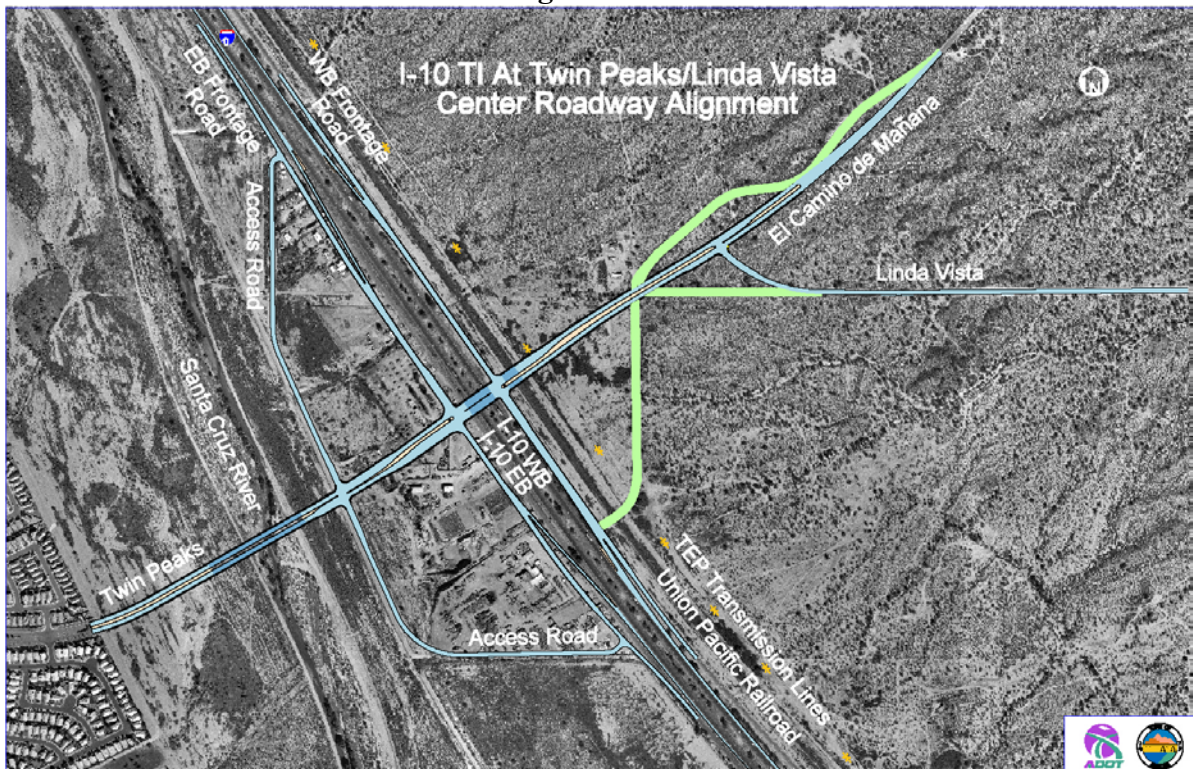 I-10 TI At Twin Peaks/Linda Vista
Center Roadway Alignment
N
WB Frontage
Road
EB Frontage
Road
Access Road
El Camino de Mañana
Linda Vista
Santa Cruz River
I-10 WB
I-10 EB
Twin Peaks
Access Road
TEP Transmission Lines
Union Pacific Railroad
ADOT